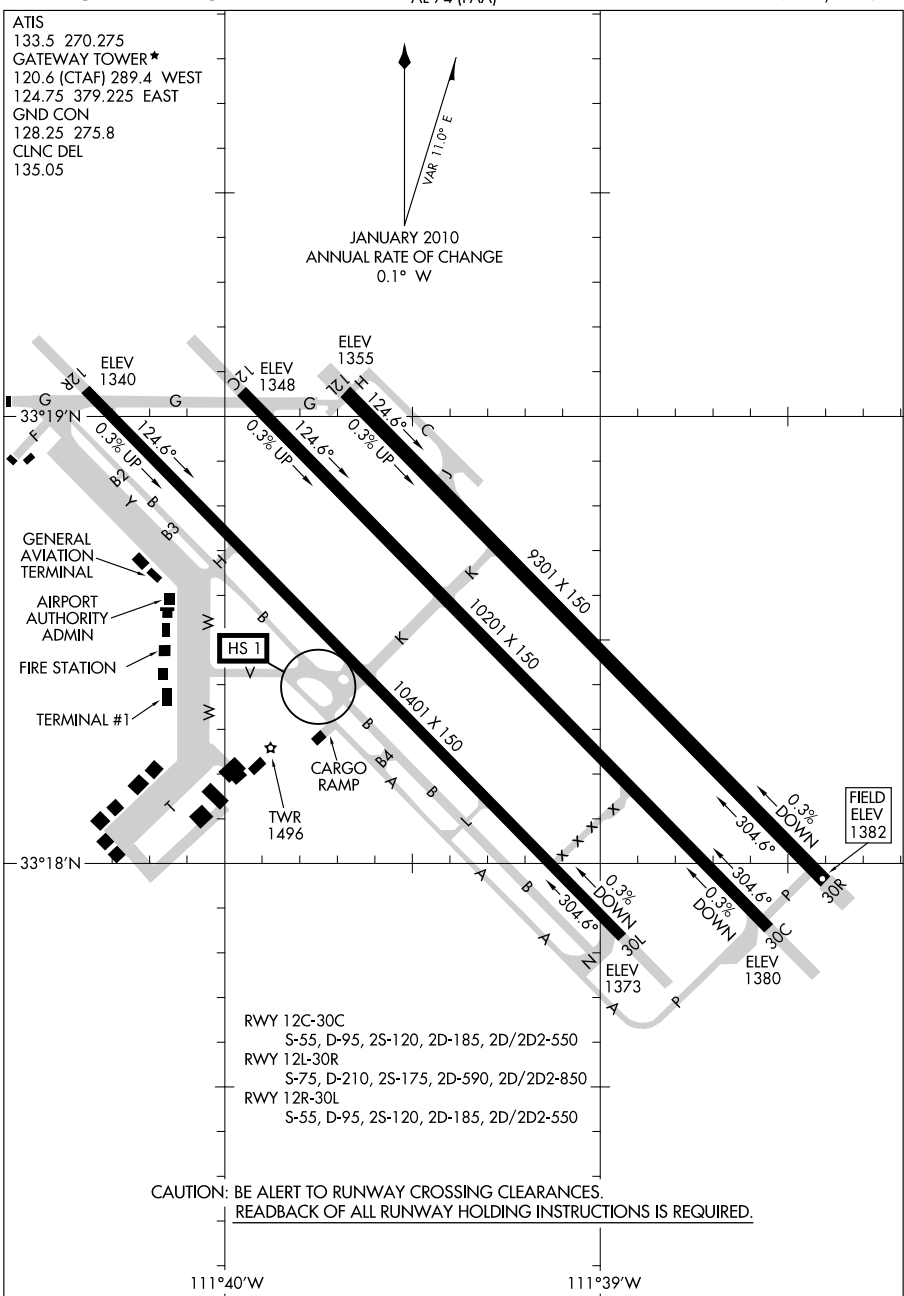 AL-74 (FAA)
ATIS
133.5 270.275
GATEWAY TOWER★
120.6 (CTAF) 289.4 WEST
124.75 379.225 EAST
GND CON
128.25 275.8
CLNC DEL
135.05
VAR 11.0° E
JANUARY 2010
ANNUAL RATE OF CHANGE
0.1° W
ELEV
1340
ELEV
1348
ELEV
1355
12R
12C
12L
H
G
G
G
C
J
33°19'N
F
124.6°
0.3% UP
124.6°
0.3% UP
124.6°
0.3% UP
B2
Y
B
B3
H
GENERAL
AVIATION
TERMINAL
AIRPORT
AUTHORITY
ADMIN
FIRE STATION
TERMINAL #1
W
W
B
HS 1
V
K
K
9301 X 150
10201 X 150
10401 X 150
B
B4
A
B
L
A
B
A
N
A
CARGO
RAMP
TWR
1496
T
X
X
X
X
33°18'N
0.3%
DOWN
304.6°
30L
ELEV
1373
0.3%
DOWN
304.6°
30C
ELEV
1380
0.3%
DOWN
304.6°
30R
FIELD
ELEV
1382
P
P
RWY 12C-30C
S-55, D-95, 2S-120, 2D-185, 2D/2D2-550
RWY 12L-30R
S-75, D-210, 2S-175, 2D-590, 2D/2D2-850
RWY 12R-30L
S-55, D-95, 2S-120, 2D-185, 2D/2D2-550
CAUTION: BE ALERT TO RUNWAY CROSSING CLEARANCES.
READBACK OF ALL RUNWAY HOLDING INSTRUCTIONS IS REQUIRED.
111°40'W
111°39'W